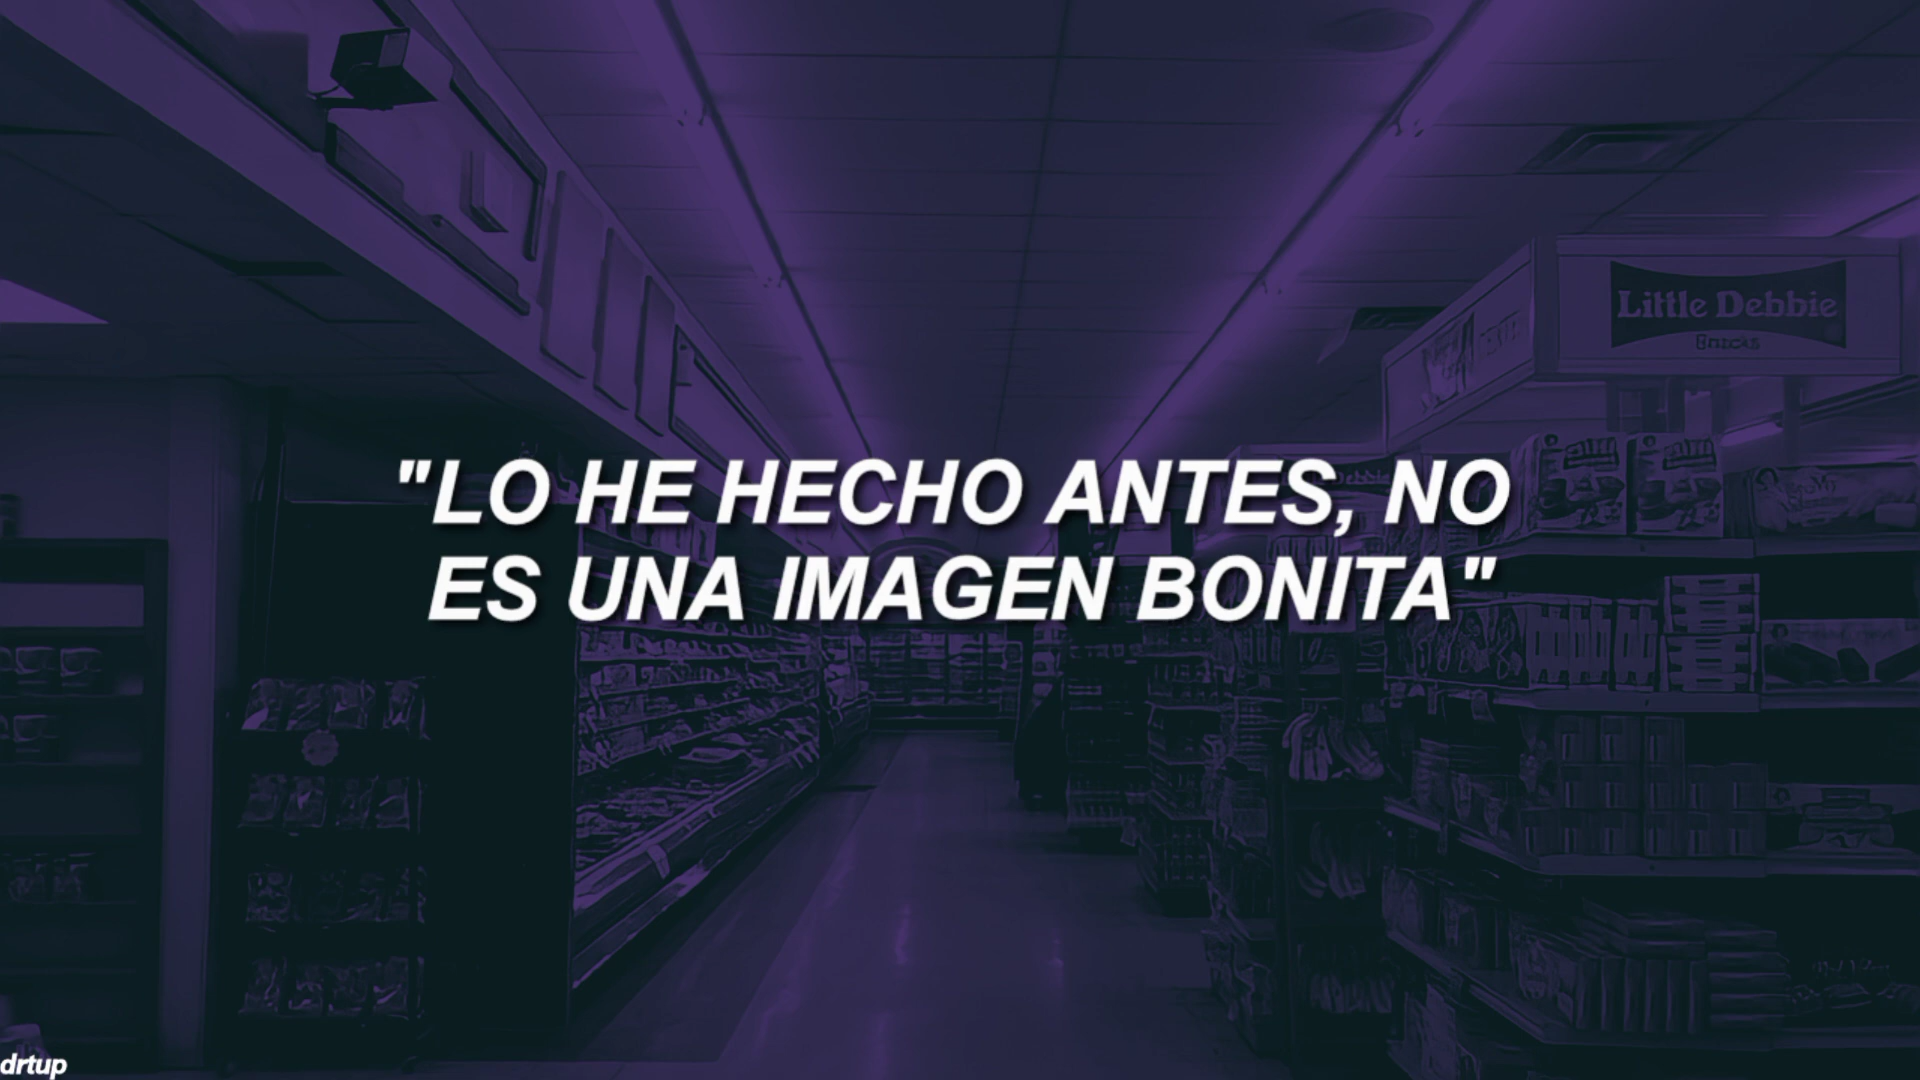 Little Debbie
"LO HE HECHO ANTES, NO
ES UNA IMAGEN BONITA"
drtup